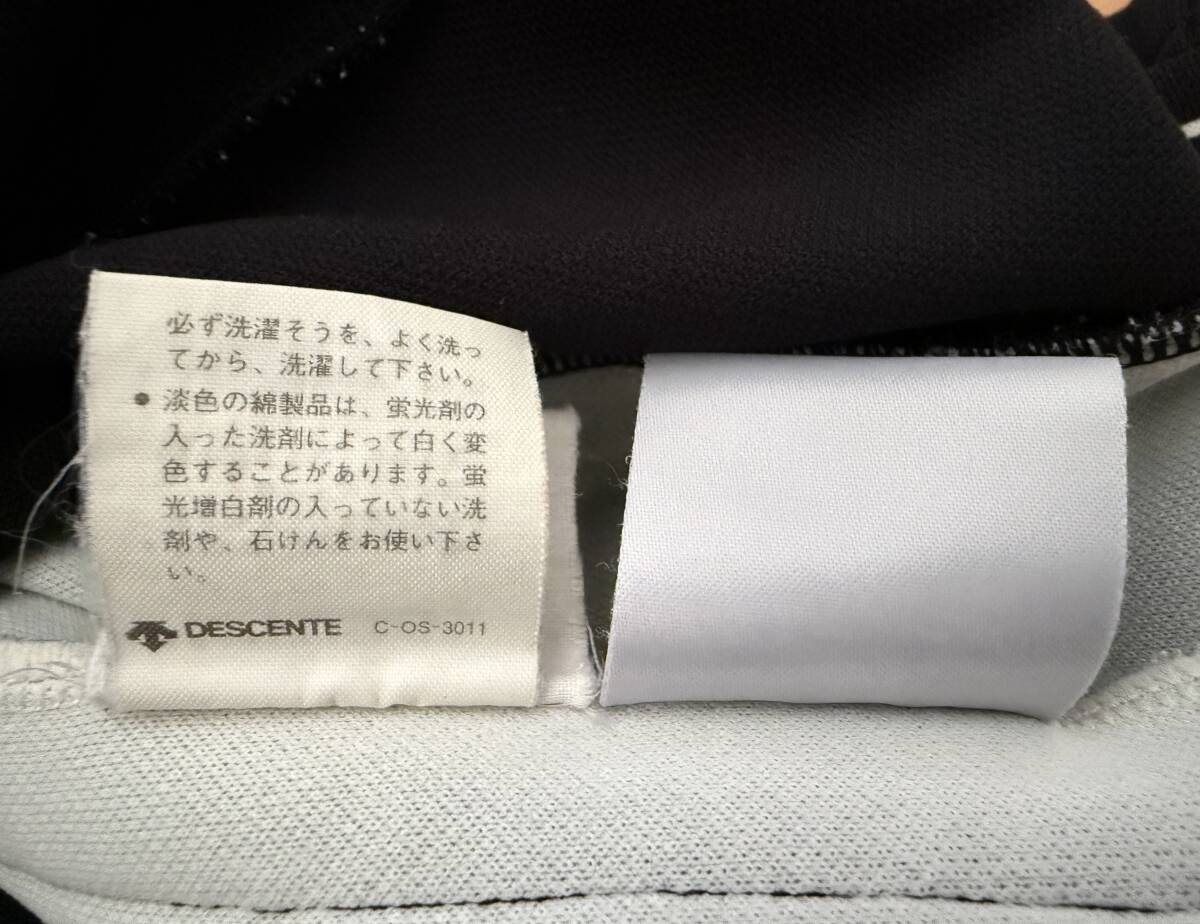 必ず洗濯そうを、よく洗っ
てから、洗濯して下さい。
● 淡色の綿製品は、蛍光剤の
入った洗剤によって白く変
色することがあります。蛍
光増白剤の入っていない洗
剤や、石けんをお使い下さ
い。
DESCENTE C-OS-3011